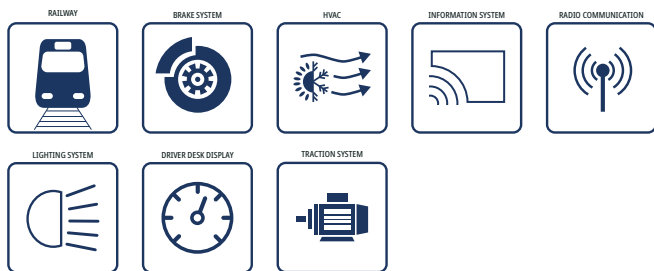 RAILWAY
BRAKE SYSTEM
HVAC
INFORMATION SYSTEM
RADIO COMMUNICATION
LIGHTING SYSTEM
DRIVER DESK DISPLAY
TRACTION SYSTEM